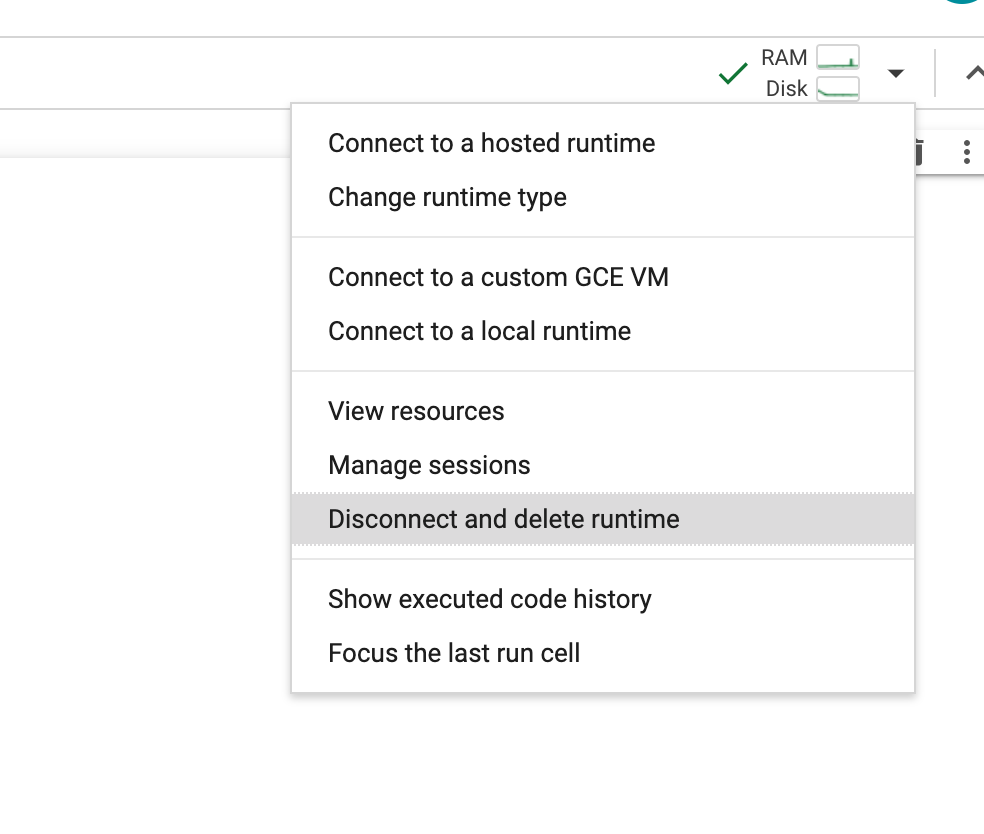 RAM
Disk
Connect to a hosted runtime
Change runtime type
Connect to a custom GCE VM
Connect to a local runtime
View resources
Manage sessions
Disconnect and delete runtime
Show executed code history
Focus the last run cell